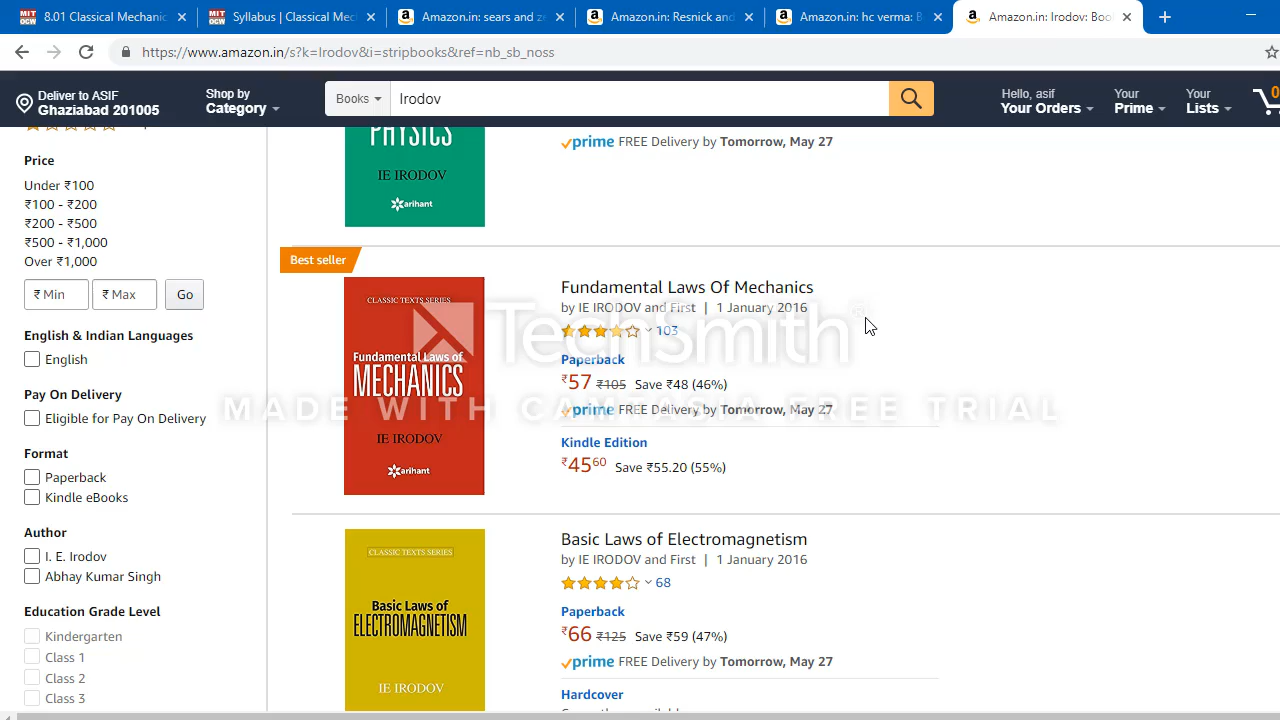 8.01 Classical Mechanic
Syllabus | Classical Mec
Amazon.in: sears and ze
Amazon.in: Resnick and
Amazon.in: hc verma: B
Amazon.in: Irodov: Boo
https://www.amazon.in/s?k=Irodov&i=stripbooks&ref=nb_sb_noss
Deliver to ASIF
Ghaziabad 201005
Shop by
Category
Books
Irodov
Hello, asif
Your Orders
Your
Prime
Your
Lists
0
Price
Under ₹100
₹100 - ₹200
₹200 - ₹500
₹500 - ₹1,000
Over ₹1,000
₹ Min
₹ Max
Go
English & Indian Languages
English
Pay On Delivery
Eligible for Pay On Delivery
Format
Paperback
Kindle eBooks
Author
I. E. Irodov
Abhay Kumar Singh
Education Grade Level
Kindergarten
Class 1
Class 2
Class 3
PHYSICS
IE IRODOV
arihant
prime FREE Delivery by Tomorrow, May 27
Best seller
CLASSIC TEXTS SERIES
Fundamental Laws of
MECHANICS
IE IRODOV
arihant
Fundamental Laws Of Mechanics
by IE IRODOV and First | 1 January 2016
103
Paperback
₹57 ₹105 Save ₹48 (46%)
prime FREE Delivery by Tomorrow, May 27
Kindle Edition
₹45⁶⁰ Save ₹55.20 (55%)
TechSmith
MADE WITH CAMTASIA FREE TRIAL
CLASSIC TEXTS SERIES
Basic Laws of
ELECTROMAGNETISM
IE IRODOV
Basic Laws of Electromagnetism
by IE IRODOV and First | 1 January 2016
68
Paperback
₹66 ₹125 Save ₹59 (47%)
prime FREE Delivery by Tomorrow, May 27
Hardcover